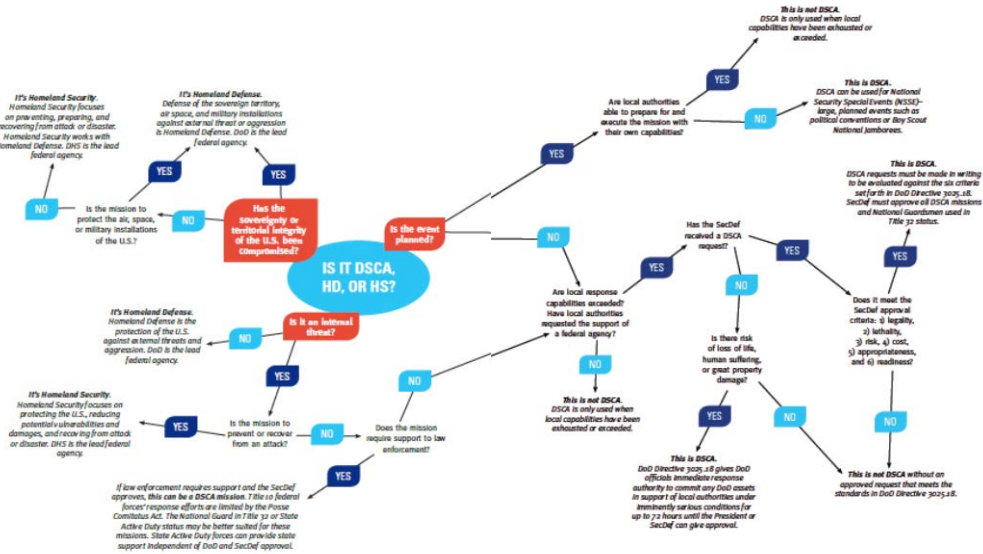 This is not DSCA.
DSCA is only used when local
capabilities have been exhausted or
exceeded.
YES
Are local authorities
able to prepare for and
execute the mission with
their own capabilities?
NO
This is DSCA.
DSCA can be used for National
Security Special Events (NSSE)–
large, planned events such as
political conventions or Boy Scout
National Jamborees.
YES
It's Homeland Security.
Homeland Security focuses
on preventing, preparing, and
recovering from attack or disaster.
Homeland Security works with
Homeland Defense. DHS is the lead
federal agency.
It's Homeland Defense.
Defense of the sovereign territory,
air space, and military installations
against external threat or aggression
is Homeland Defense. DoD is the lead
federal agency.
YES
YES
NO
Is the mission to
protect the air, space,
or military installations
of the U.S.?
NO
Has the
sovereignty or
territorial integrity
of the U.S. been
compromised?
Is the event
planned?
IS IT DSCA,
HD, OR HS?
NO
Are local response
capabilities exceeded?
Have local authorities
requested the support of
a federal agency?
YES
NO
This is not DSCA.
DSCA is only used when
local capabilities have been
exhausted or exceeded.
Has the SecDef
received a DSCA
request?
YES
NO
This is DSCA.
DSCA requests must be made in writing
to be evaluated against the six criteria
set forth in DoD Directive 3025.18.
SecDef must approve all DSCA missions
and National Guardsmen used in
Title 32 status.
YES
Does it meet the
SecDef approval
criteria: 1) legality,
2) lethality,
3) risk, 4) cost,
5) appropriateness,
and 6) readiness?
NO
Is there risk
of loss of life,
human suffering,
or great property
damage?
YES
NO
This is DSCA.
DoD Directive 3025.18 gives DoD
officials immediate response
authority to commit any DoD assets
in support of local authorities under
imminently serious conditions for
up to 72 hours until the President or
SecDef can give approval.
This is not DSCA without an
approved request that meets the
standards in DoD Directive 3025.18.
It's Homeland Defense.
Homeland Defense is the
protection of the U.S.
against external threats and
aggression. DoD is the lead
federal agency.
NO
Is it an internal
threat?
YES
It's Homeland Security.
Homeland Security focuses on
protecting the U.S., reducing
potential vulnerabilities and
damages, and recoving from attack
or disaster. DHS is the lead federal
agency.
YES
Is the mission to
prevent or recover
from an attack?
NO
Does the mission
require support to law
enforcement?
NO
YES
If law enforcement requires support and the SecDef
approves, this can be a DSCA mission. Title 10 federal
forces' response efforts are limited by the Posse
Comitatus Act. The National Guard in Title 32 or State
Active Duty status may be better suited for these
missions. State Active Duty forces can provide state
support independent of DoD and SecDef approval.